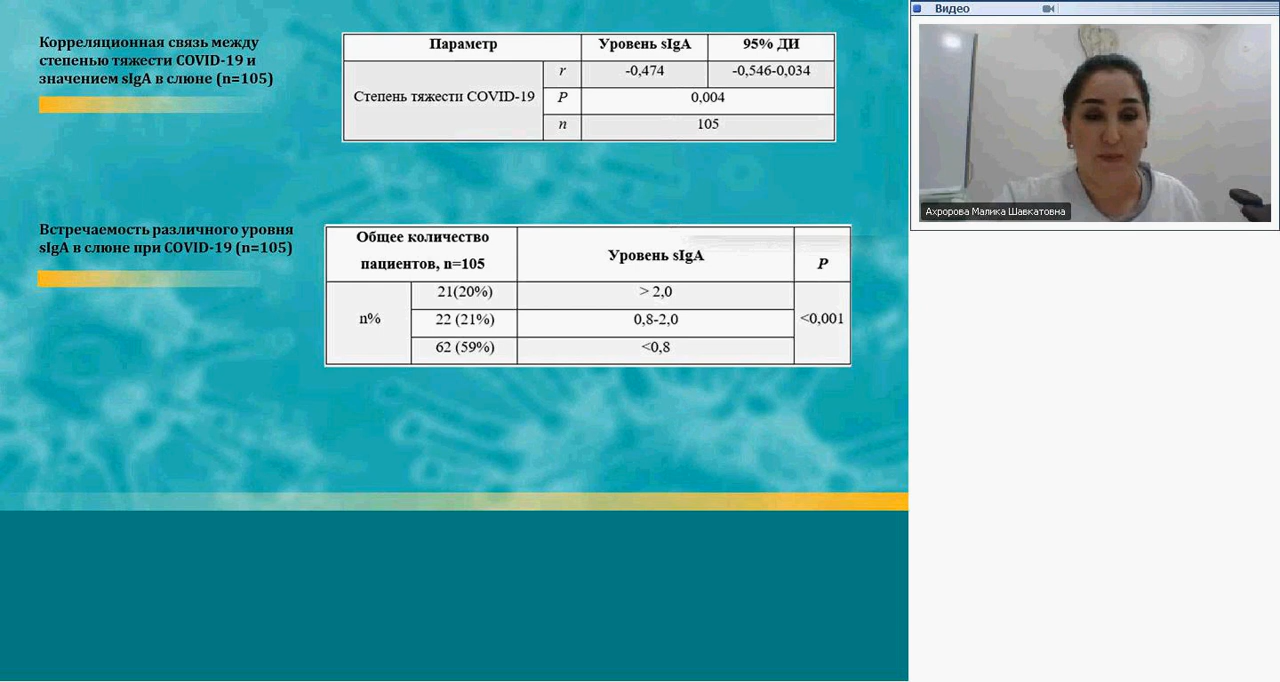 Корреляционная связь между
степенью тяжести COVID-19 и
значением sIgA в слюне (n=105)
Параметр Уровень sIgA 95% ДИ
Степень тяжести COVID-19 r -0,474 -0,546-0,034
P 0,004
n 105
Встречаемость различного уровня
sIgA в слюне при COVID-19 (n=105)
Общее количество
пациентов, n=105 Уровень sIgA P
n% 21(20%) > 2,0 <0,001
22 (21%) 0,8-2,0
62 (59%) <0,8
Видео
Ахророва Малика Шавкатовна